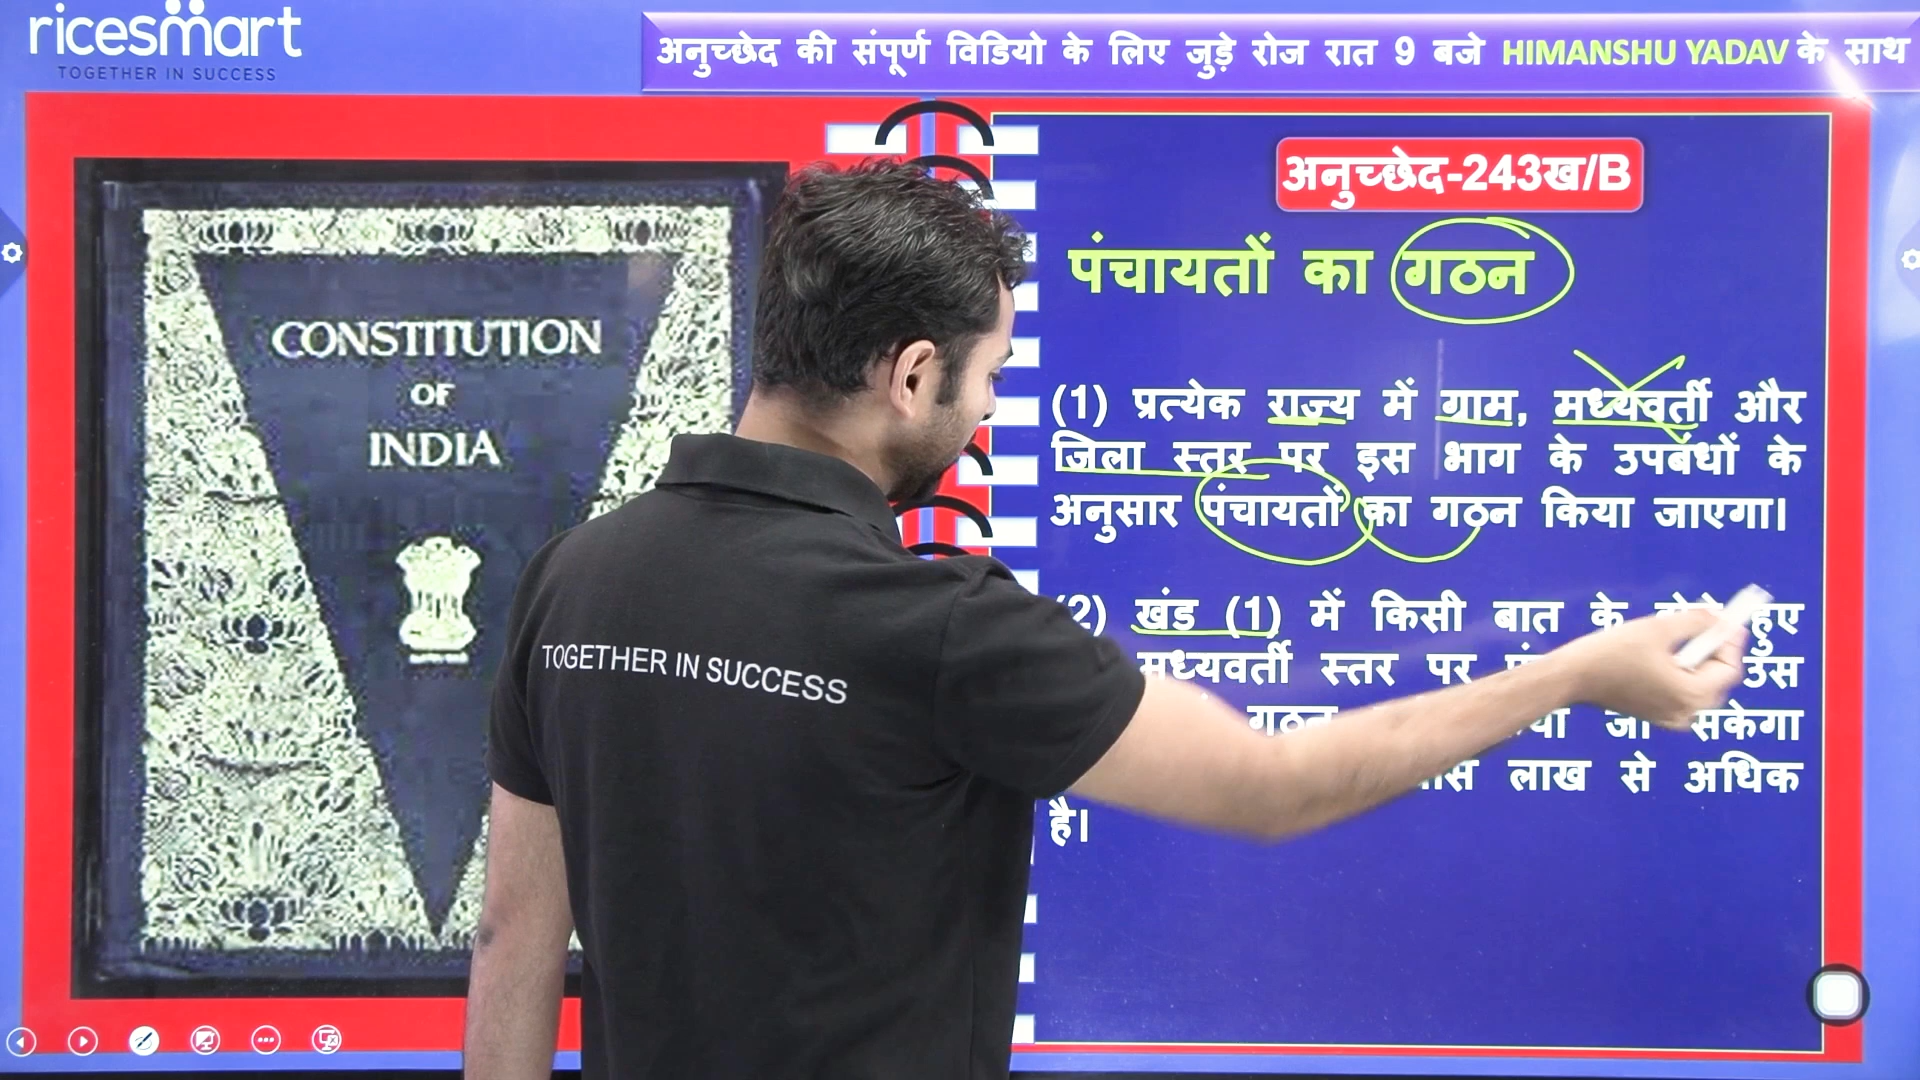 ricesmart
TOGETHER IN SUCCESS
अनुच्छेद की संपूर्ण विडियो के लिए जुड़े रोज रात 9 बजे HIMANSHU YADAV के साथ
CONSTITUTION
OF
INDIA
TOGETHER IN SUCCESS
अनुच्छेद-243ख/B
पंचायतों का गठन
(1) प्रत्येक राज्य में ग्राम, मध्यवर्ती और
जिला स्तर पर इस भाग के उपबंधों के
अनुसार पंचायतों का गठन किया जाएगा।
(2) खंड (1) में किसी बात के हुए
मध्यवर्ती स्तर पर उस
गठन जा सकेगा
लाख से अधिक
है।